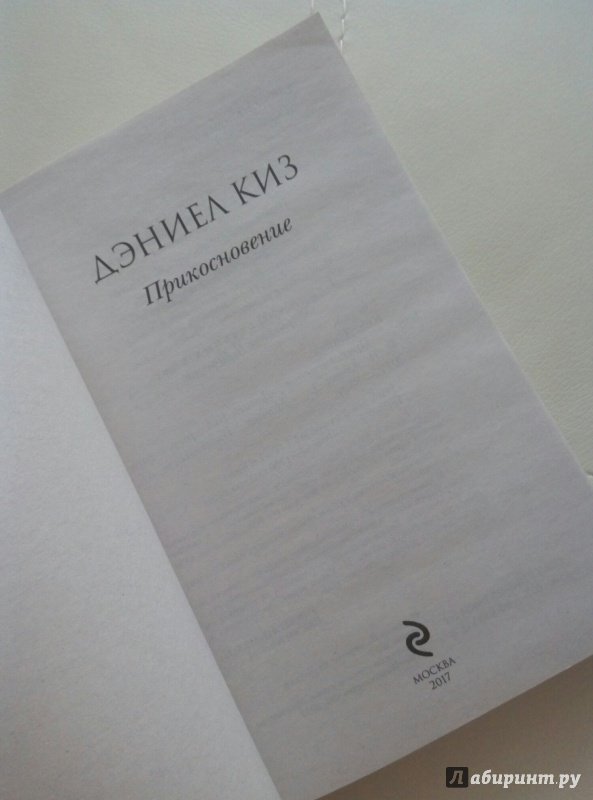 ДЭНИЕЛ КИЗ
Прикосновение
МОСКВА
2017
Лабиринт.ру